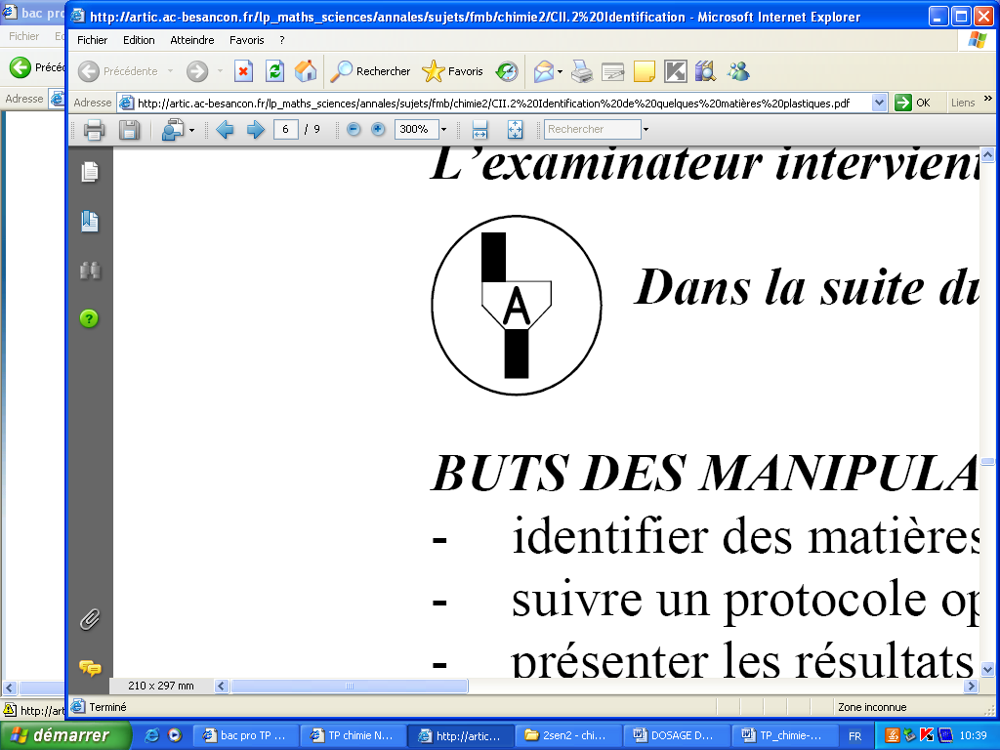 bac pro
http://artic.ac-besancon.fr/lp_maths_sciences/annales/sujets/fmb/chimie2/CII.2%20Identification - Microsoft Internet Explorer
Fichier Ed
Fichier Edition Atteindre Favoris ?
Précéde
Précédente Rechercher Favoris
Adresse
Adresse http://artic.ac-besancon.fr/lp_maths_sciences/annales/sujets/fmb/chimie2/CII.2%20Identification%20de%20quelques%20matières%20plastiques.pdf OK Liens »
6 / 9 300% Rechercher
L'examinateur intervient
A
Dans la suite du
BUTS DES MANIPULA
- identifier des matières
- suivre un protocole op
- présenter les résultats
210 x 297 mm
http://art
Terminé Zone inconnue
démarrer bac pro TP ... TP chimie N... http://artic... 2sen2 - chi... DOSAGE D... TP_chimie-... FR 10:39